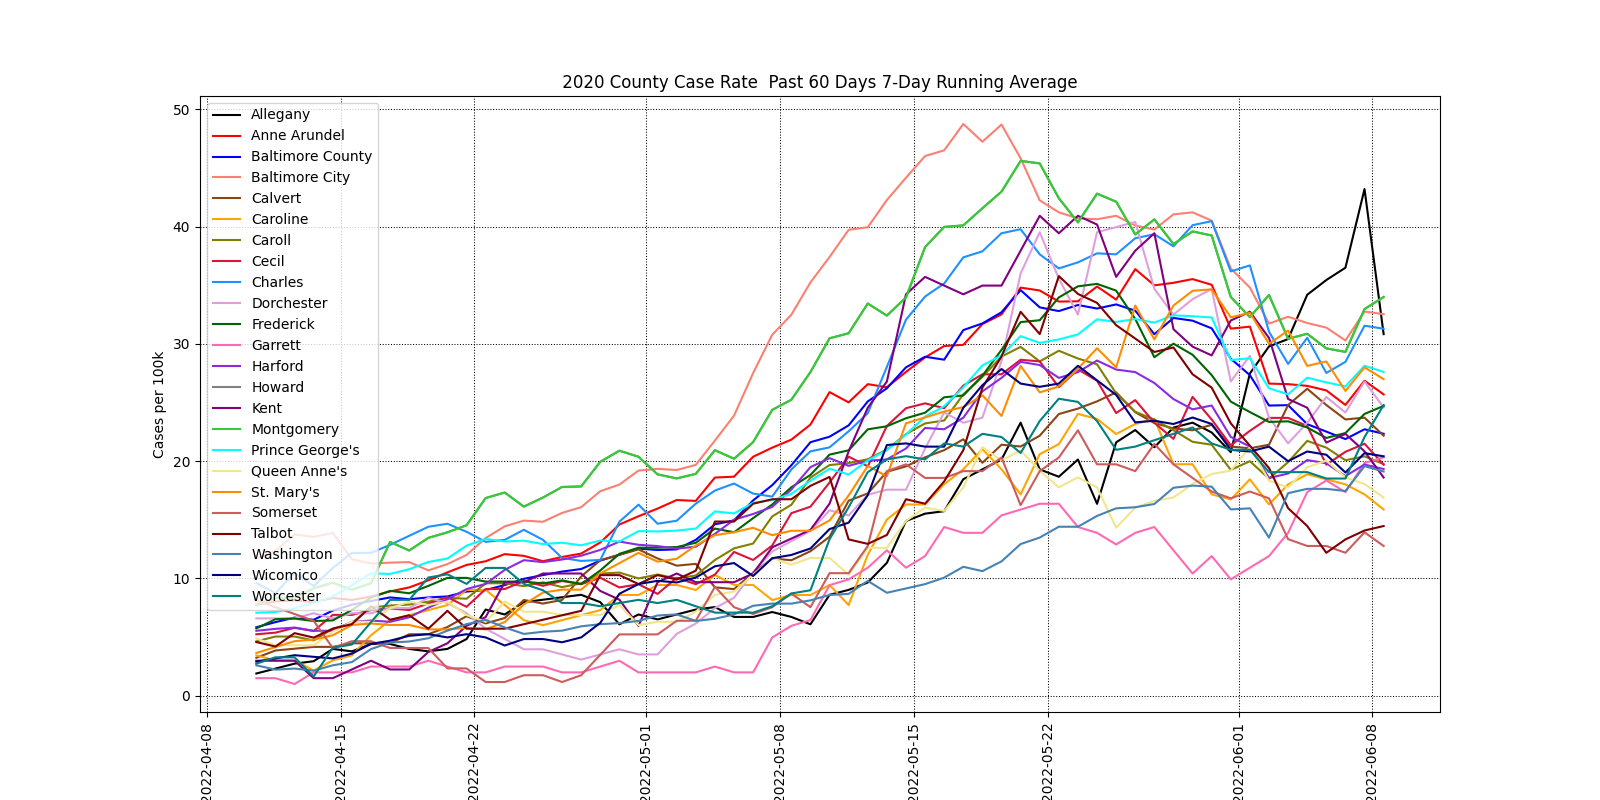 2020 County Case Rate  Past 60 Days 7-Day Running Average
Cases per 100k
50
40
30
20
10
0
Allegany
Anne Arundel
Baltimore County
Baltimore City
Calvert
Caroline
Caroll
Cecil
Charles
Dorchester
Frederick
Garrett
Harford
Howard
Kent
Montgomery
Prince George's
Queen Anne's
St. Mary's
Somerset
Talbot
Washington
Wicomico
Worcester
2022-04-08
2022-04-15
2022-04-22
2022-05-01
2022-05-08
2022-05-15
2022-05-22
2022-06-01
2022-06-08